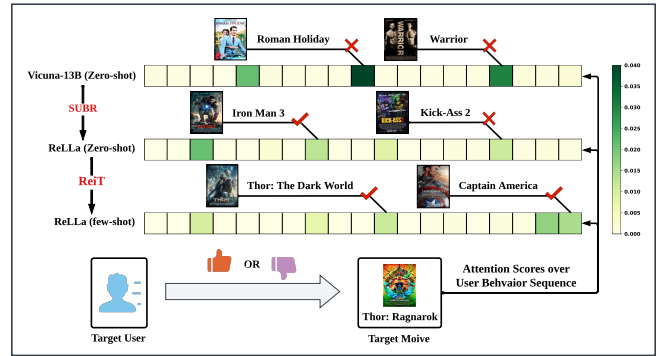 Roman Holiday
Warrior
Vicuna-13B (Zero-shot)
SUBR
Iron Man 3
Kick-Ass 2
ReLLa (Zero-shot)
ReiT
Thor: The Dark World
Captain America
ReLLa (few-shot)
0.040
0.035
0.030
0.025
0.020
0.015
0.010
0.005
0.000
OR
Attention Scores over
User Behvaior Sequence
Thor: Ragnarok
Target User
Target Moive